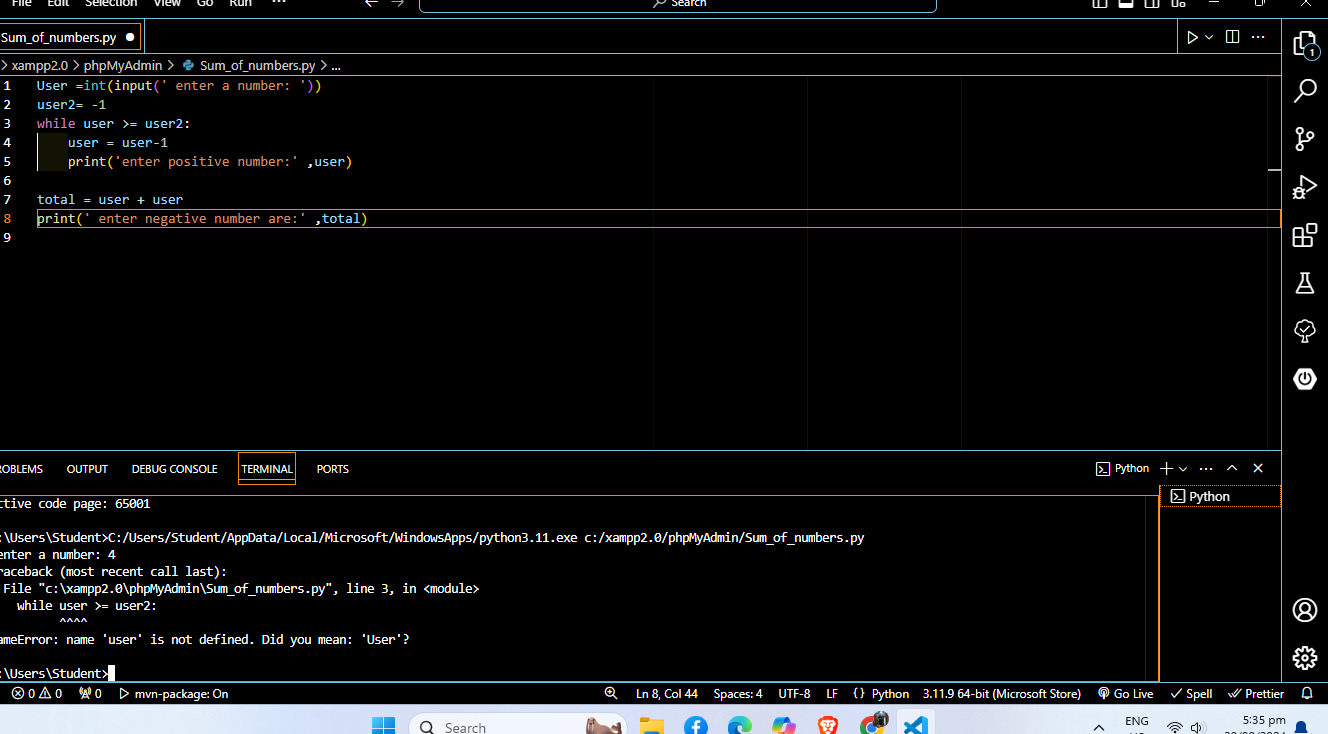 File Edit Selection View Go Run ...
Search
Sum_of_numbers.py
> xampp2.0 > phpMyAdmin > Sum_of_numbers.py > ...
1 User =int(input(' enter a number: '))
2 user2= -1
3 while user >= user2:
4 user = user-1
5 print('enter positive number:' ,user)
6
7 total = user + user
8 print(' enter negative number are:' ,total)
9
1
OBLEMS OUTPUT DEBUG CONSOLE TERMINAL PORTS
Python
Python
ctive code page: 65001
:\Users\Student>C:/Users/Student/AppData/Local/Microsoft/WindowsApps/python3.11.exe c:/xampp2.0/phpMyAdmin/Sum_of_numbers.py
enter a number: 4
raceback (most recent call last):
File "c:\xampp2.0\phpMyAdmin\Sum_of_numbers.py", line 3, in <module>
while user >= user2:
^^^^
ameError: name 'user' is not defined. Did you mean: 'User'?
:\Users\Student>
0 0 0 mvn-package: On Ln 8, Col 44 Spaces: 4 UTF-8 LF {} Python 3.11.9 64-bit (Microsoft Store) Go Live Spell Prettier
Search
ENG
5:35 pm